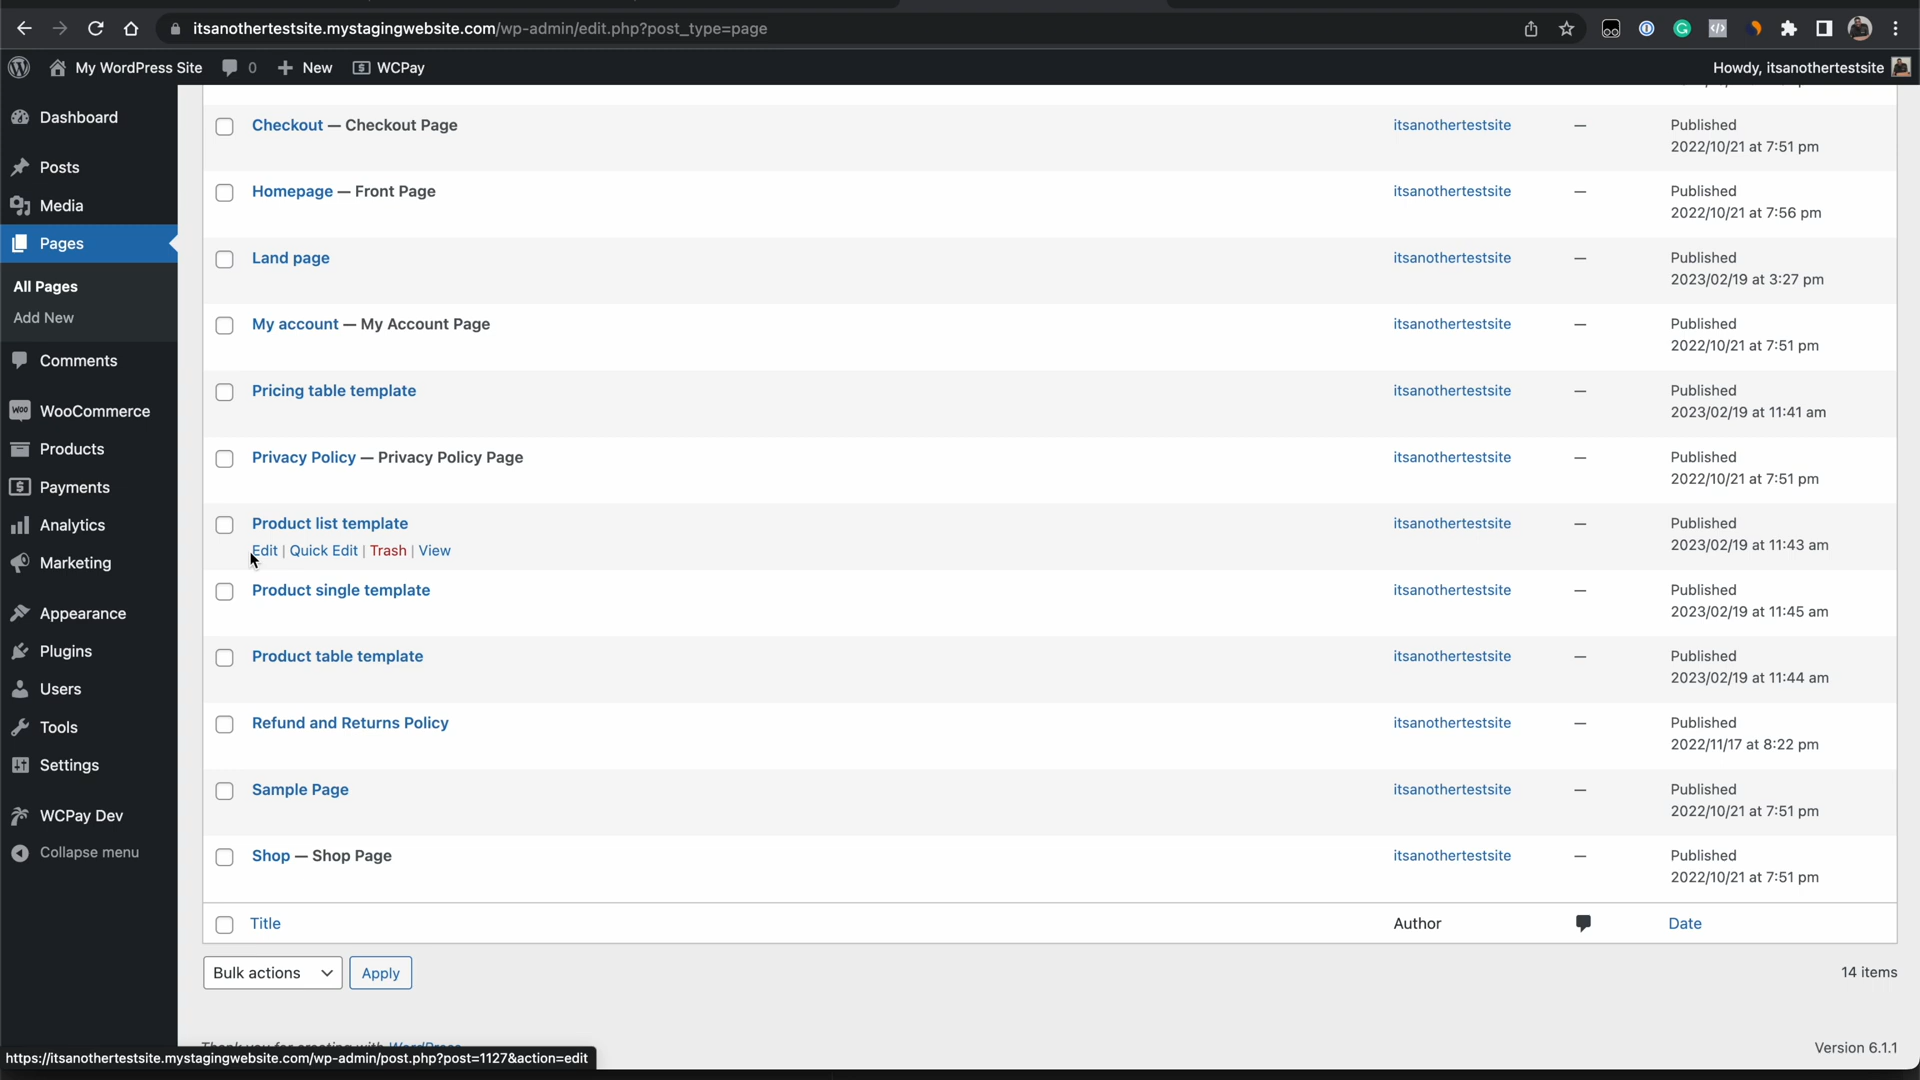 itsanothertestsite.mystagingwebsite.com/wp-admin/edit.php?post_type=page
My WordPress Site 0 New WCPay Howdy, itsanothertestsite
Dashboard
Posts
Media
Pages
All Pages
Add New
Comments
WooCommerce
Products
Payments
Analytics
Marketing
Appearance
Plugins
Users
Tools
Settings
WCPay Dev
Collapse menu
Checkout — Checkout Page itsanothertestsite — Published
2022/10/21 at 7:51 pm
Homepage — Front Page itsanothertestsite — Published
2022/10/21 at 7:56 pm
Land page itsanothertestsite — Published
2023/02/19 at 3:27 pm
My account — My Account Page itsanothertestsite — Published
2022/10/21 at 7:51 pm
Pricing table template itsanothertestsite — Published
2023/02/19 at 11:41 am
Privacy Policy — Privacy Policy Page itsanothertestsite — Published
2022/10/21 at 7:51 pm
Product list template itsanothertestsite — Published
Edit | Quick Edit | Trash | View 2023/02/19 at 11:43 am
Product single template itsanothertestsite — Published
2023/02/19 at 11:45 am
Product table template itsanothertestsite — Published
2023/02/19 at 11:44 am
Refund and Returns Policy itsanothertestsite — Published
2022/11/17 at 8:22 pm
Sample Page itsanothertestsite — Published
2022/10/21 at 7:51 pm
Shop — Shop Page itsanothertestsite — Published
2022/10/21 at 7:51 pm
Title Author Date
Bulk actions Apply 14 items
Thank you for creating with WordPress. Version 6.1.1
https://itsanothertestsite.mystagingwebsite.com/wp-admin/post.php?post=1127&action=edit